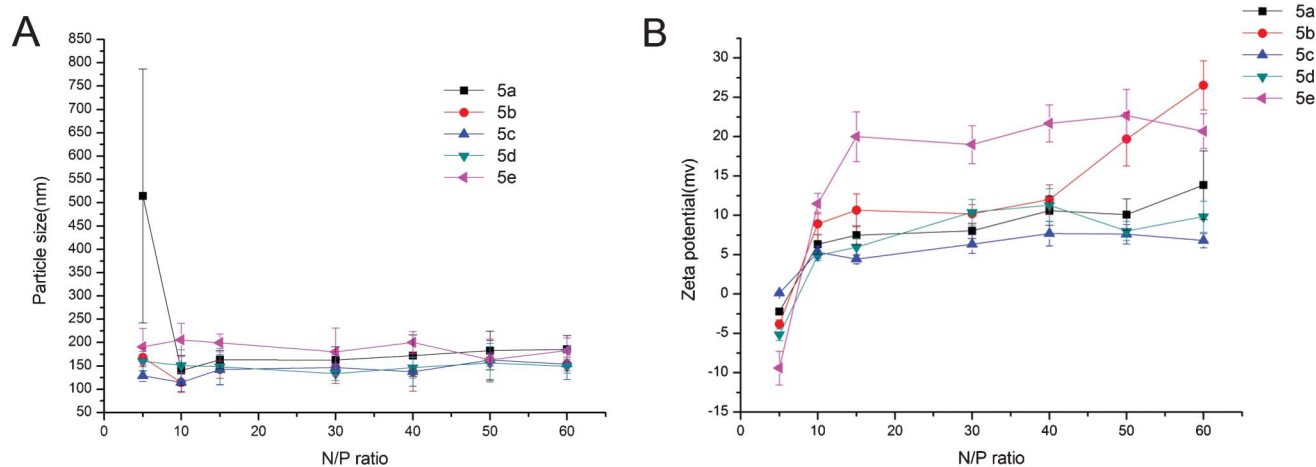 A
850
800
750
700
650
600
550
500
450
400
350
300
250
200
150
100
50
Particle size(nm)
0 10 20 30 40 50 60
N/P ratio
5a
5b
5c
5d
5e
B
30
25
20
15
10
5
0
-5
-10
-15
Zeta potential(mv)
0 10 20 30 40 50 60
N/P ratio
5a
5b
5c
5d
5e